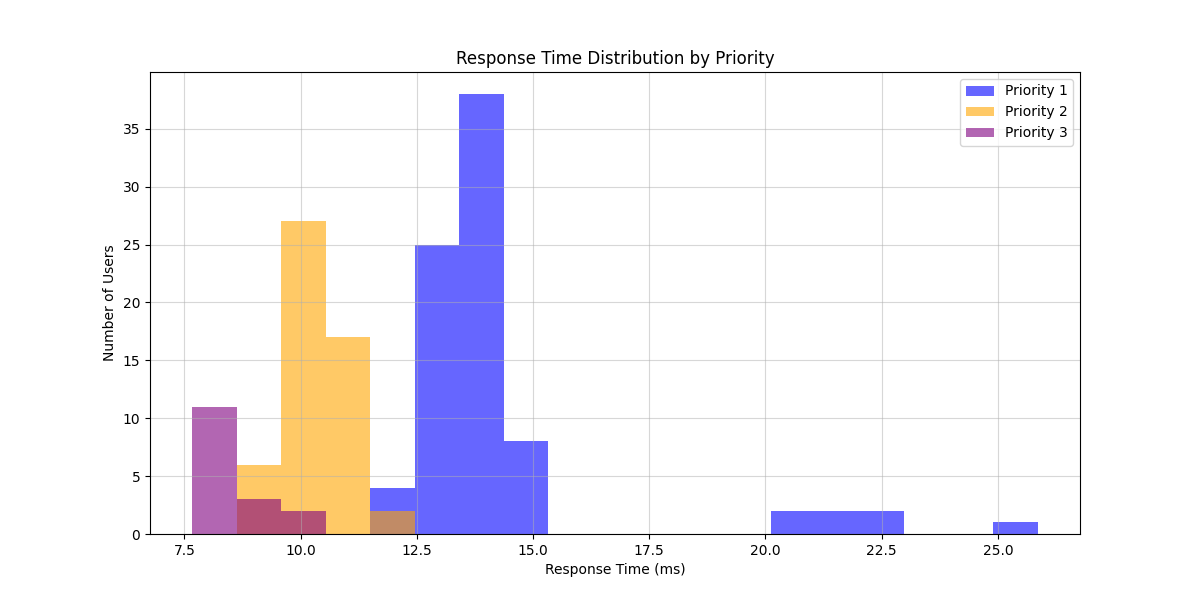 Response Time Distribution by Priority
Priority 1
Priority 2
Priority 3
35
30
25
20
15
10
5
0
Number of Users
7.5 10.0 12.5 15.0 17.5 20.0 22.5 25.0
Response Time (ms)